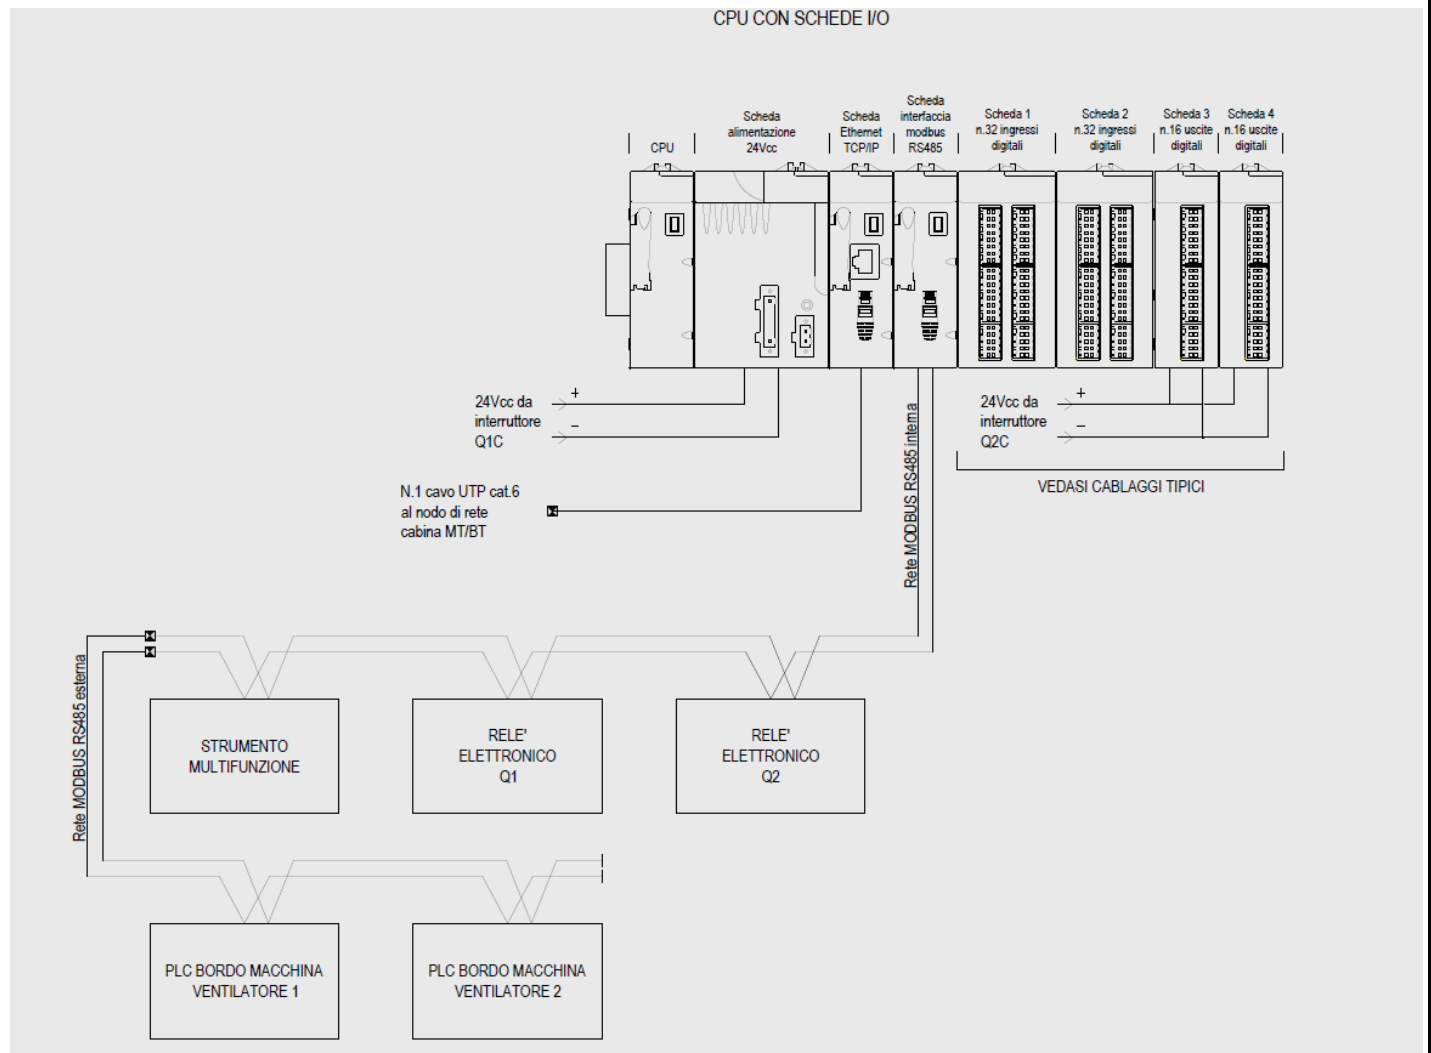 CPU CON SCHEDE I/O
CPU
Scheda
alimentazione
24Vcc
Scheda
Ethernet
TCP/IP
Scheda
interfaccia
modbus
RS485
Scheda 1
n.32 ingressi
digitali
Scheda 2
n.32 ingressi
digitali
Scheda 3
n.16 uscite
digitali
Scheda 4
n.16 uscite
digitali
24Vcc da
interruttore
Q1C
+
–
24Vcc da
interruttore
Q2C
+
–
VEDASI CABLAGGI TIPICI
N.1 cavo UTP cat.6
al nodo di rete
cabina MT/BT
Rete MODBUS RS485 interna
Rete MODBUS RS485 esterna
STRUMENTO
MULTIFUNZIONE
RELE'
ELETTRONICO
Q1
RELE'
ELETTRONICO
Q2
PLC BORDO MACCHINA
VENTILATORE 1
PLC BORDO MACCHINA
VENTILATORE 2